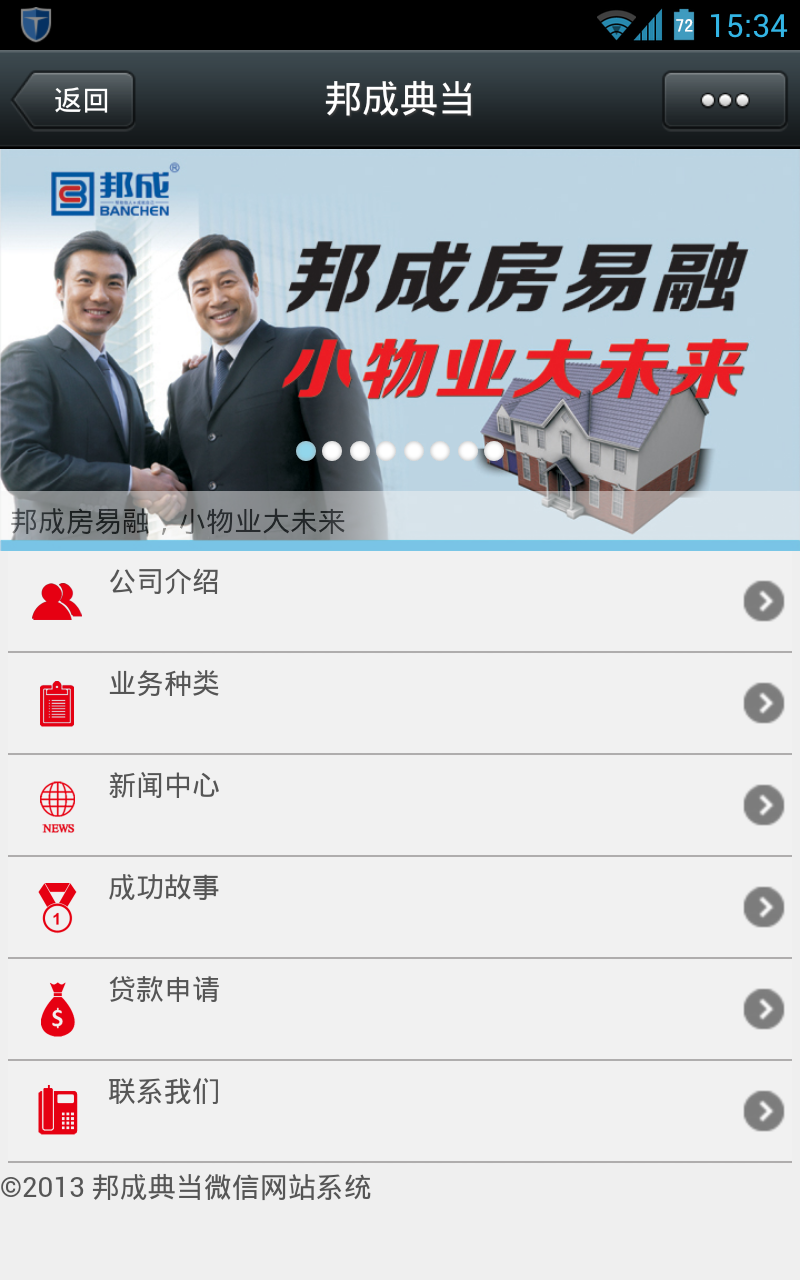 72 15:34
返回 邦成典当
邦成®
BANCHEN
邦成房易融
小物业大未来
邦成房易融，小物业大未来
公司介绍
业务种类
新闻中心
NEWS
成功故事
1
贷款申请
$
联系我们
©2013 邦成典当微信网站系统